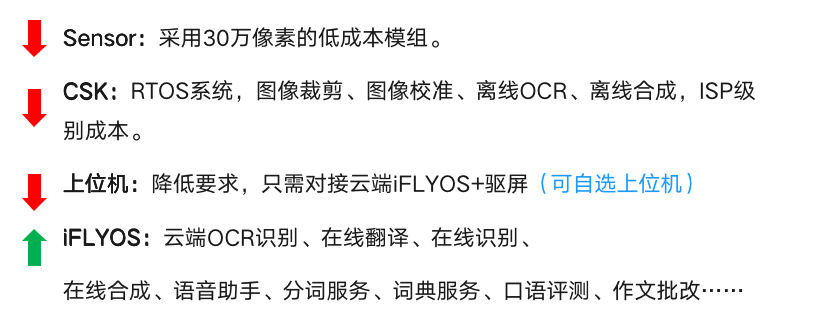 Sensor：采用30万像素的低成本模组。
CSK：RTOS系统，图像裁剪、图像校准、离线OCR、离线合成，ISP级
别成本。
上位机：降低要求，只需对接云端iFLYOS+驱屏（可自选上位机）
iFLYOS：云端OCR识别、在线翻译、在线识别、
在线合成、语音助手、分词服务、词典服务、口语评测、作文批改……